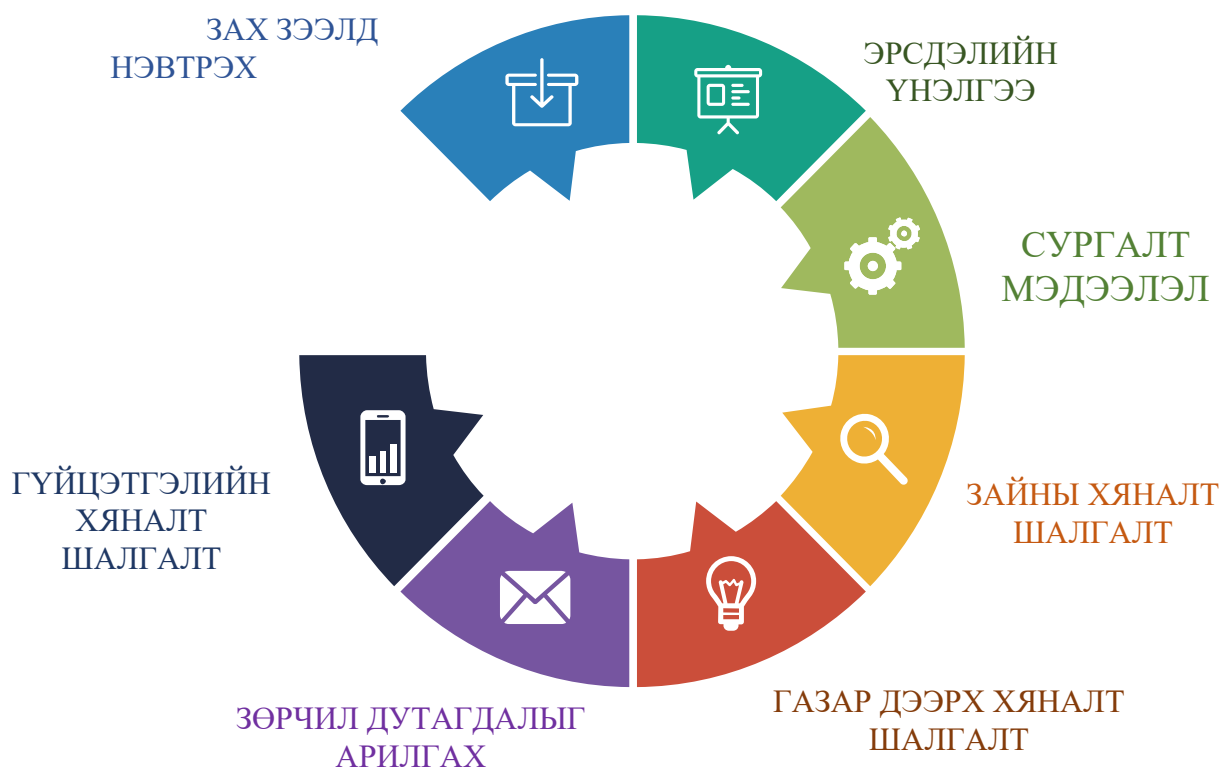 ЗАХ ЗЭЭЛД
НЭВТРЭХ
ЭРСДЭЛИЙН
ҮНЭЛГЭЭ
СУРГАЛТ
МЭДЭЭЛЭЛ
ЗАЙНЫ ХЯНАЛТ
ШАЛГАЛТ
ГАЗАР ДЭЭРХ ХЯНАЛТ
ШАЛГАЛТ
ЗӨРЧИЛ ДУТАГДАЛЫГ
АРИЛГАХ
ГҮЙЦЭТГЭЛИЙН
ХЯНАЛТ
ШАЛГАЛТ